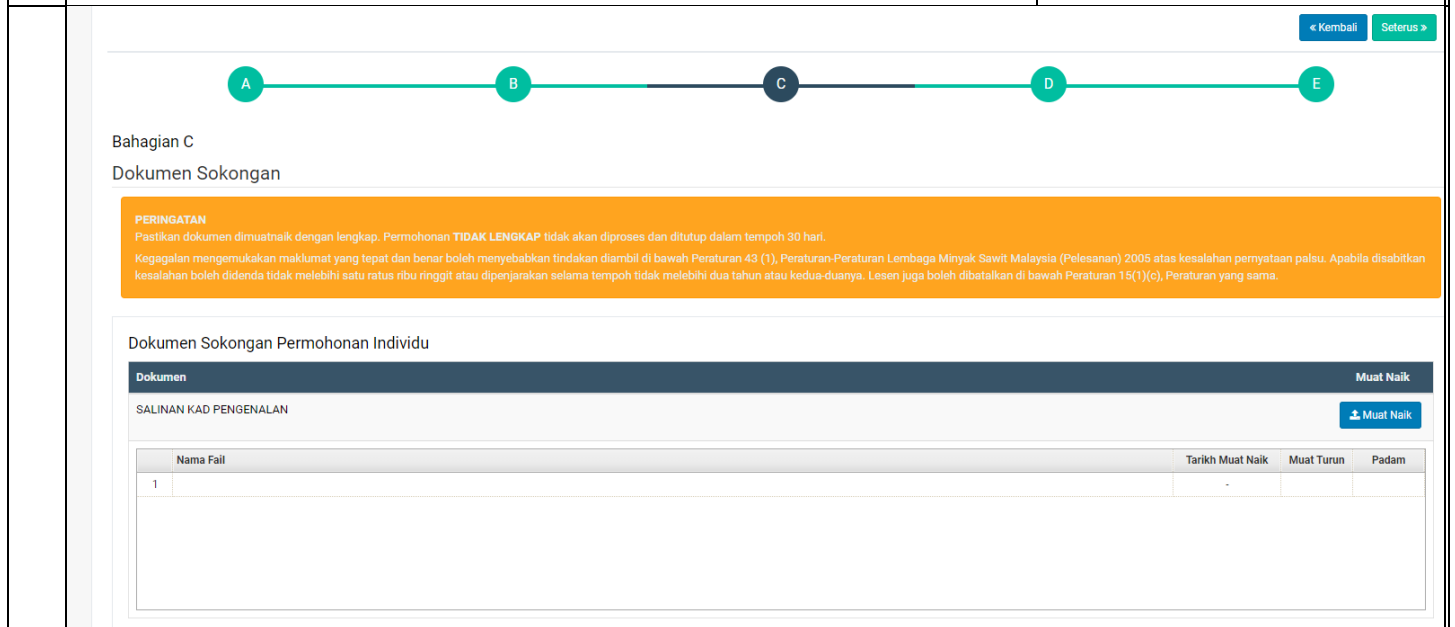 « Kembali Seterus »
A B C D E
Bahagian C
Dokumen Sokongan
PERINGATAN
Pastikan dokumen dimuatnaik dengan lengkap. Permohonan TIDAK LENGKAP tidak akan diproses dan ditutup dalam tempoh 30 hari.
Kegagalan mengemukakan maklumat yang tepat dan benar boleh menyebabkan tindakan diambil di bawah Peraturan 43 (1), Peraturan-Peraturan Lembaga Minyak Sawit Malaysia (Pelesanan) 2005 atas kesalahan pernyataan palsu. Apabila disabitkan
kesalahan boleh didenda tidak melebihi satu ratus ribu ringgit atau dipenjarakan selama tempoh tidak melebihi dua tahun atau kedua-duanya. Lesen juga boleh dibatalkan di bawah Peraturan 15(1)(c), Peraturan yang sama.
Dokumen Sokongan Permohonan Individu
Dokumen Muat Naik
SALINAN KAD PENGENALAN Muat Naik
Nama Fail Tarikh Muat Naik Muat Turun Padam
1 -